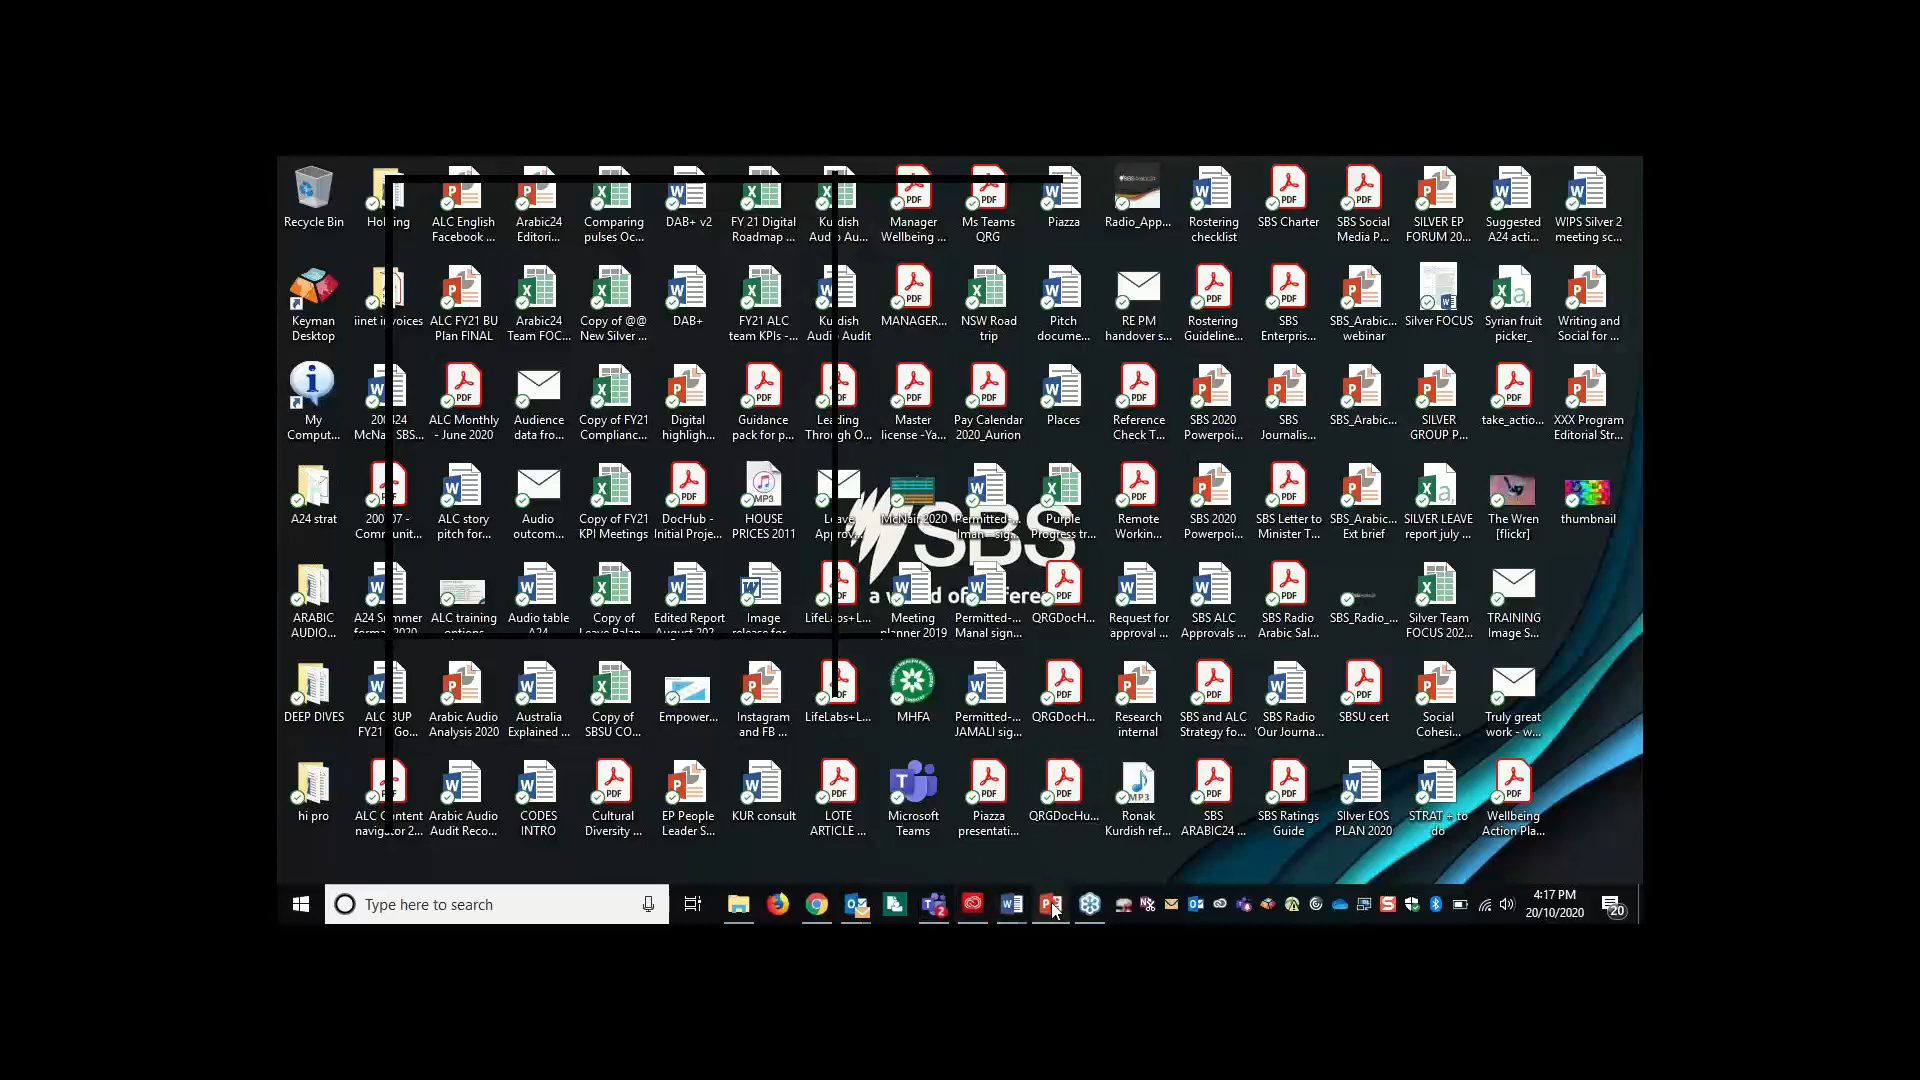 Recycle Bin
ALC English
Facebook ...
Arabic24
Editori...
Comparing
pulses Oc...
DAB+ v2
FY 21 Digital
Roadmap ...
Manager
Wellbeing ...
Ms Teams
QRG
Piazza
Radio_App...
Rostering
checklist
SBS Charter
SBS Social
Media P...
SILVER EP
FORUM 20...
Suggested
A24 acti...
WIPS Silver 2
meeting sc...
Keyman
Desktop
iinet invoices
ALC FY21 BU
Plan FINAL
Arabic24
Team FOC...
Copy of @@
New Silver ...
DAB+
FY21 ALC
team KPIs -...
Kurdish
Audio Audit
MANAGER...
NSW Road
trip
Pitch
docume...
RE PM
handover s...
Rostering
Guideline...
SBS
Enterpris...
SBS_Arabic...
webinar
Silver FOCUS
Syrian fruit
picker_
Writing and
Social for ...
My
Comput...
McNair SBS...
ALC Monthly
- June 2020
Audience
data fro...
Copy of FY21
Complianc...
Digital
highligh...
Guidance
pack for p...
Leading
Through O...
Master
license -Ya...
Pay Calendar
2020_Aurion
Places
Reference
Check T...
SBS 2020
Powerpoi...
SBS
Journalis...
SBS_Arabic...
SILVER
GROUP P...
take_actio...
XXX Program
Editorial Str...
A24 strat
Communit...
ALC story
pitch for...
Audio
outcom...
Copy of FY21
KPI Meetings
DocHub -
Initial Proje...
HOUSE
PRICES 2011
Leave
Approv...
McNair 2020
Permitted-...
Iman sig...
Purple
Progress tr...
Remote
Workin...
SBS 2020
Powerpoi...
SBS Letter to
Minister T...
SBS_Arabic...
Ext brief
SILVER LEAVE
report july ...
The Wren
[flickr]
thumbnail
SBS
a world of difference
ARABIC
AUDIO...
A24 Summer
format 2020
ALC training
options
Audio table
A24
Copy of
Leave Balan...
Edited Report
August 202...
Image
release for...
LifeLabs+L...
Meeting
planner 2019
Permitted-...
Manal sign...
QRGDocH...
Request for
approval ...
SBS ALC
Approvals ...
SBS Radio
Arabic Sal...
SBS_Radio_...
Silver Team
FOCUS 202...
TRAINING
Image S...
DEEP DIVES
ALC BUP
FY21 Go...
Arabic Audio
Analysis 2020
Australia
Explained ...
Copy of
SBSU CO...
Empower...
Instagram
and FB ...
LifeLabs+L...
MHFA
Permitted-...
JAMALI sig...
QRGDocH...
Research
internal
SBS and ALC
Strategy fo...
SBS Radio
'Our Journa...
SBSU cert
Social
Cohesi...
Truly great
work - w...
hi pro
ALC Content
navigator 2...
Arabic Audio
Audit Reco...
CODES
INTRO
Cultural
Diversity ...
EP People
Leader S...
KUR consult
LOTE
ARTICLE ...
Microsoft
Teams
Piazza
presentati...
QRGDocHu...
Ronak
Kurdish ref...
SBS
ARABIC24 ...
SBS Ratings
Guide
SIlver EOS
PLAN 2020
STRAT + to
do
Wellbeing
Action Pla...
Type here to search
4:17 PM
20/10/2020
20